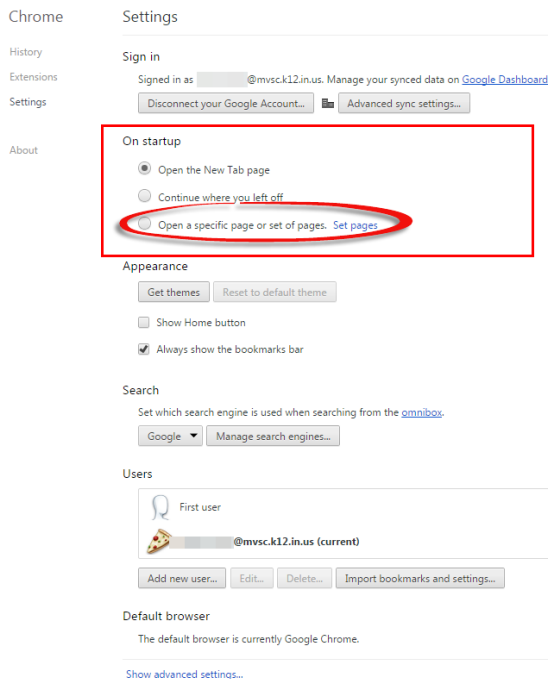 Chrome
Settings
History
Extensions
Settings
About
Sign in
Signed in as @mvsc.k12.in.us. Manage your synced data on Google Dashboard
Disconnect your Google Account... Advanced sync settings...
On startup
Open the New Tab page
Continue where you left off
Open a specific page or set of pages. Set pages
Appearance
Get themes Reset to default theme
Show Home button
Always show the bookmarks bar
Search
Set which search engine is used when searching from the omnibox.
Google Manage search engines...
Users
First user
@mvsc.k12.in.us (current)
Add new user... Edit... Delete... Import bookmarks and settings...
Default browser
The default browser is currently Google Chrome.
Show advanced settings...